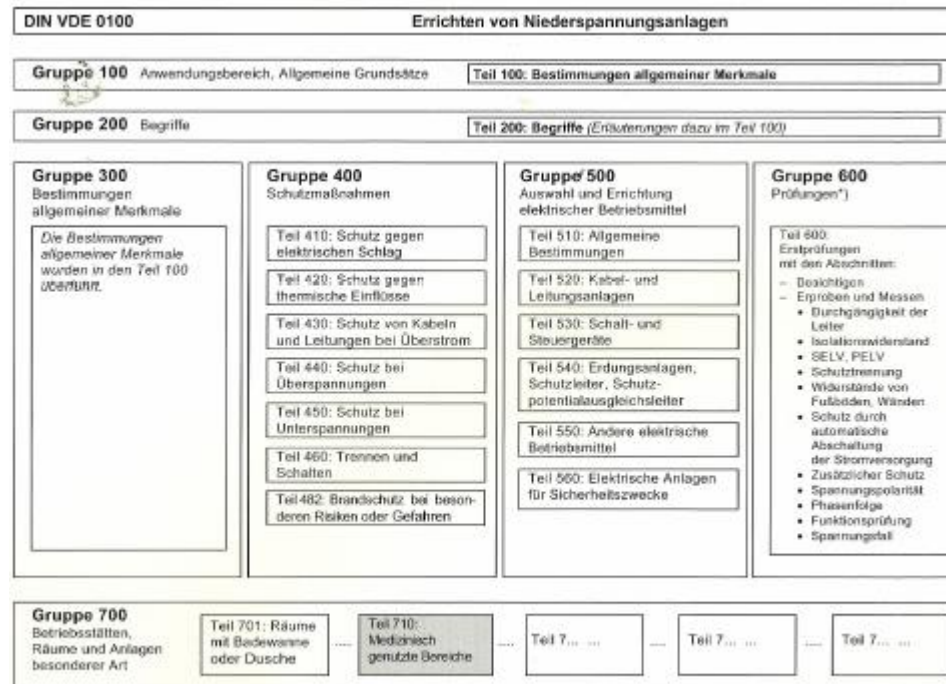 DIN VDE 0100 Errichten von Niederspannungsanlagen
Gruppe 100 Anwendungsbereich, Allgemeine Grundsätze
Teil 100: Bestimmungen allgemeiner Merkmale
Gruppe 200 Begriffe
Teil 200: Begriffe (Erläuterungen dazu im Teil 100)
Gruppe 300
Bestimmungen
allgemeiner Merkmale
Die Bestimmungen
allgemeiner Merkmale
wurden in den Teil 100
überführt.
Gruppe 400
Schutzmaßnahmen
Teil 410: Schutz gegen
elektrischen Schlag
Teil 420: Schutz gegen
thermische Einflüsse
Teil 430: Schutz von Kabeln
und Leitungen bei Überstrom
Teil 440: Schutz bei
Überspannungen
Teil 450: Schutz bei
Unterspannungen
Teil 460: Trennen und
Schalten
Teil 482: Brandschutz bei beson-
deren Risiken oder Gefahren
Gruppe 500
Auswahl und Errichtung
elektrischer Betriebsmittel
Teil 510: Allgemeine
Bestimmungen
Teil 520: Kabel- und
Leitungsanlagen
Teil 530: Schalt- und
Steuergeräte
Teil 540: Erdungsanlagen,
Schutzleiter, Schutz-
potentialausgleichsleiter
Teil 550: Andere elektrische
Betriebsmittel
Teil 560: Elektrische Anlagen
für Sicherheitszwecke
Gruppe 600
Prüfungen*)
Teil 600:
Erstprüfungen
mit den Abschnitten:
– Besichtigen
– Erproben und Messen
• Durchgängigkeit der
Leiter
• Isolationswiderstand
• SELV, PELV
• Schutztrennung
• Widerstände von
Fußböden, Wänden
• Schutz durch
automatische
Abschaltung
der Stromversorgung
• Zusätzlicher Schutz
• Spannungspolarität
• Phasenfolge
• Funktionsprüfung
• Spannungsfall
Gruppe 700
Betriebsstätten,
Räume und Anlagen
besonderer Art
Teil 701: Räume
mit Badewanne
oder Dusche
....
Teil 710:
Medizinisch
genutzte Bereiche
....
Teil 7... ...
....
Teil 7... ...
....
Teil 7... ...